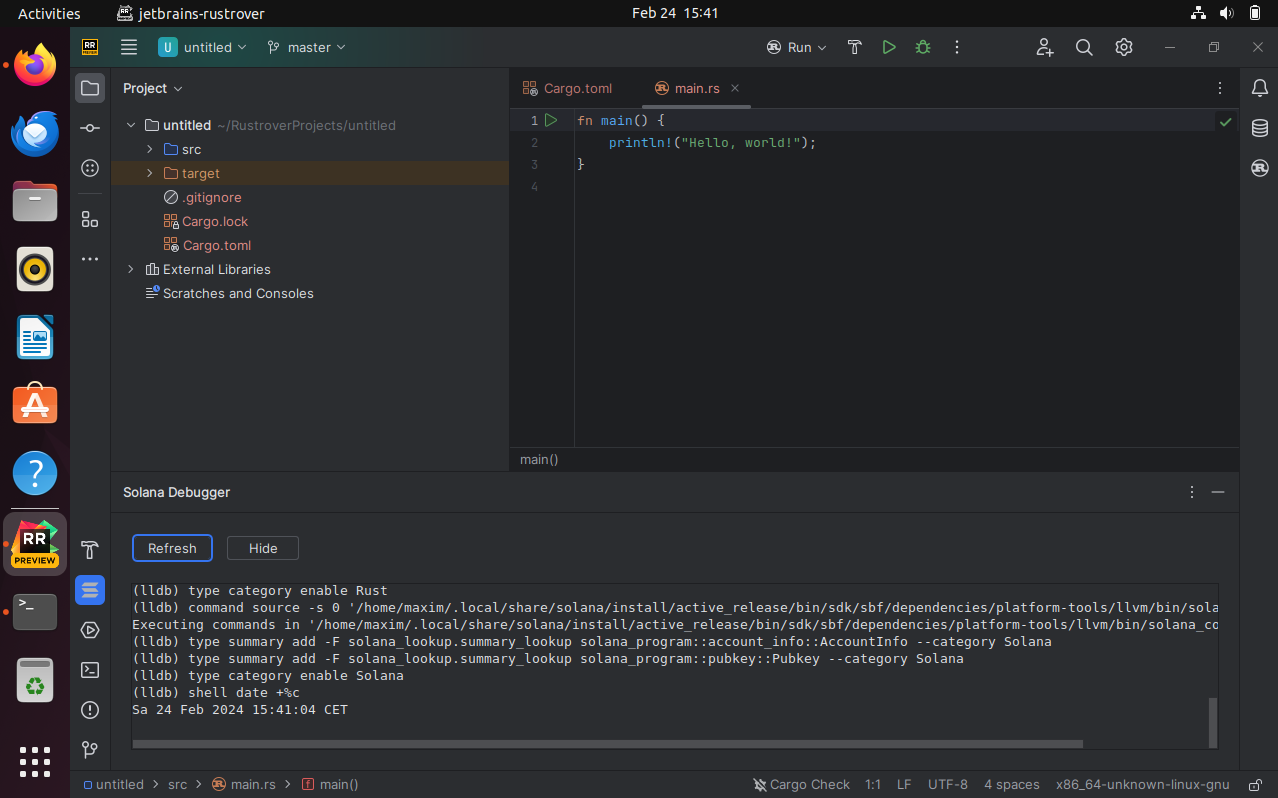 Activities
jetbrains-rustrover
Feb 24 15:41
RR
PREVIEW
U
untitled
master
Run
Project
Cargo.toml
main.rs
untitled ~/RustroverProjects/untitled
src
target
.gitignore
Cargo.lock
Cargo.toml
External Libraries
Scratches and Consoles
1 fn main() {
2 println!("Hello, world!");
3 }
4
main()
Solana Debugger
Refresh
Hide
(lldb) type category enable Rust
(lldb) command source -s 0 '/home/maxim/.local/share/solana/install/active_release/bin/sdk/sbf/dependencies/platform-tools/llvm/bin/sola
Executing commands in '/home/maxim/.local/share/solana/install/active_release/bin/sdk/sbf/dependencies/platform-tools/llvm/bin/solana_co
(lldb) type summary add -F solana_lookup.summary_lookup solana_program::account_info::AccountInfo --category Solana
(lldb) type summary add -F solana_lookup.summary_lookup solana_program::pubkey::Pubkey --category Solana
(lldb) type category enable Solana
(lldb) shell date +%c
Sa 24 Feb 2024 15:41:04 CET
RR
PREVIEW
untitled
src
main.rs
main()
Cargo Check
1:1
LF
UTF-8
4 spaces
x86_64-unknown-linux-gnu